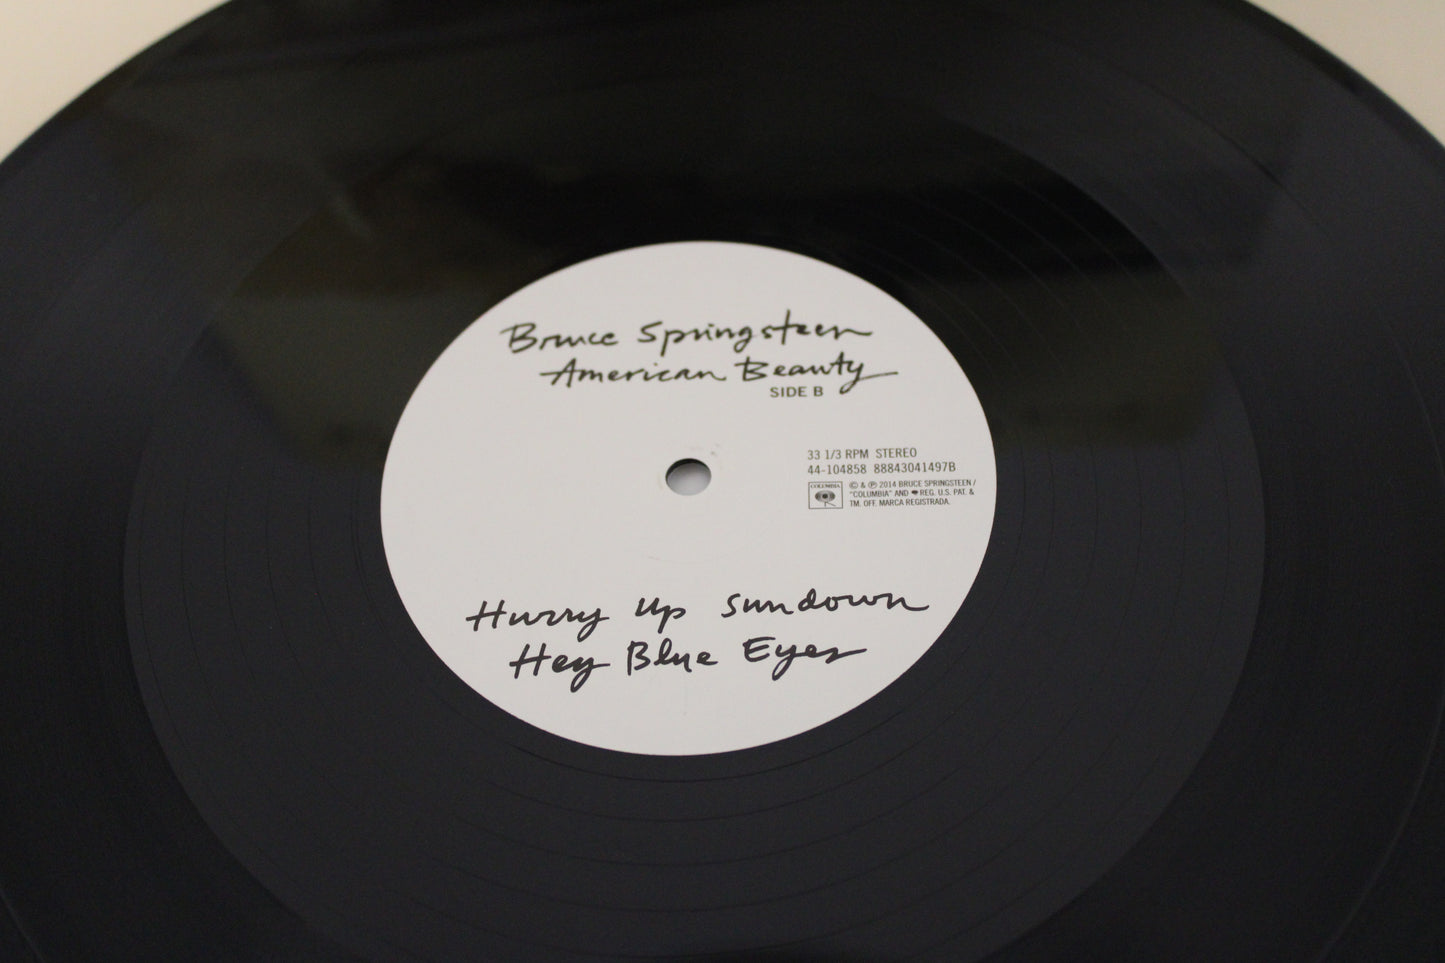 Bruce Springsteen
American Beauty
SIDE B
33 1/3 RPM STEREO
44-104858 88843041497B
COLUMBIA
© & ℗ 2014 BRUCE SPRINGSTEEN /
"COLUMBIA" AND REG. U.S. PAT. &
TM. OFF. MARCA REGISTRADA.
Hurry Up Sundown
Hey Blue Eyes